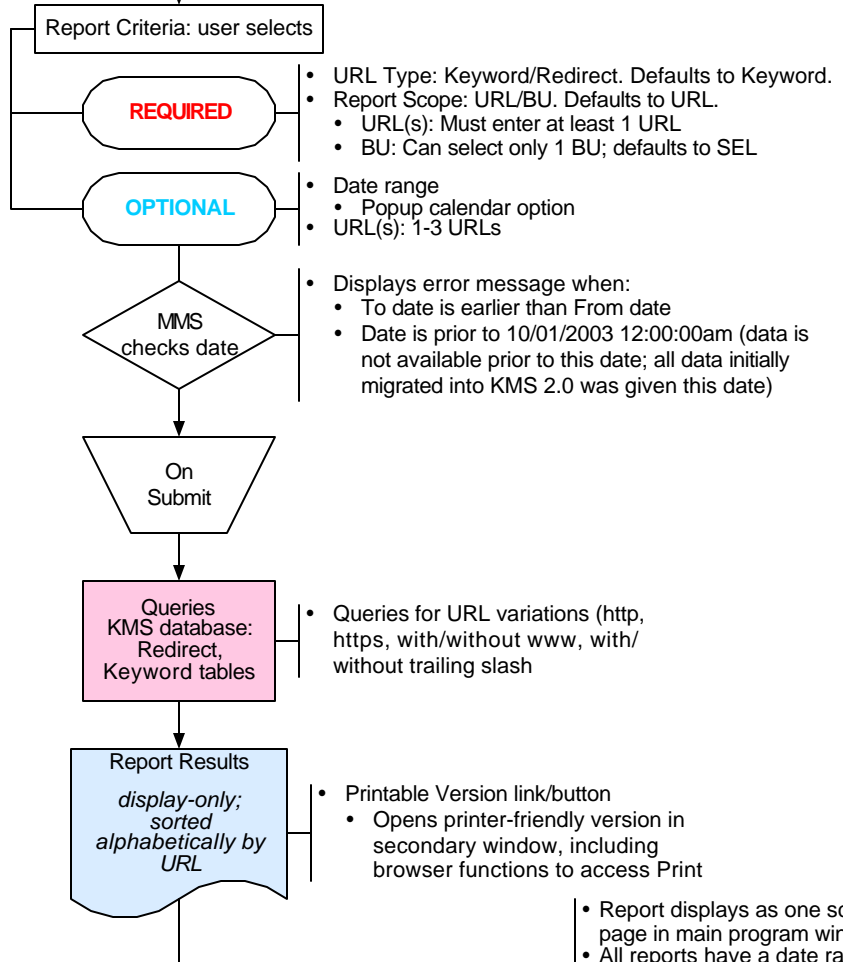 Report Criteria: user selects
REQUIRED
• URL Type: Keyword/Redirect. Defaults to Keyword.
• Report Scope: URL/BU. Defaults to URL.
• URL(s): Must enter at least 1 URL
• BU: Can select only 1 BU; defaults to SEL
OPTIONAL
• Date range
• Popup calendar option
• URL(s): 1-3 URLs
MMS
checks date
• Displays error message when:
• To date is earlier than From date
• Date is prior to 10/01/2003 12:00:00am (data is
not available prior to this date; all data initially
migrated into KMS 2.0 was given this date)
On
Submit
Queries
KMS database:
Redirect,
Keyword tables
• Queries for URL variations (http,
https, with/without www, with/
without trailing slash
Report Results
display-only;
sorted
alphabetically by
URL
• Printable Version link/button
• Opens printer-friendly version in
secondary window, including
browser functions to access Print
• Report displays as one
page in main program
• All reports have a date